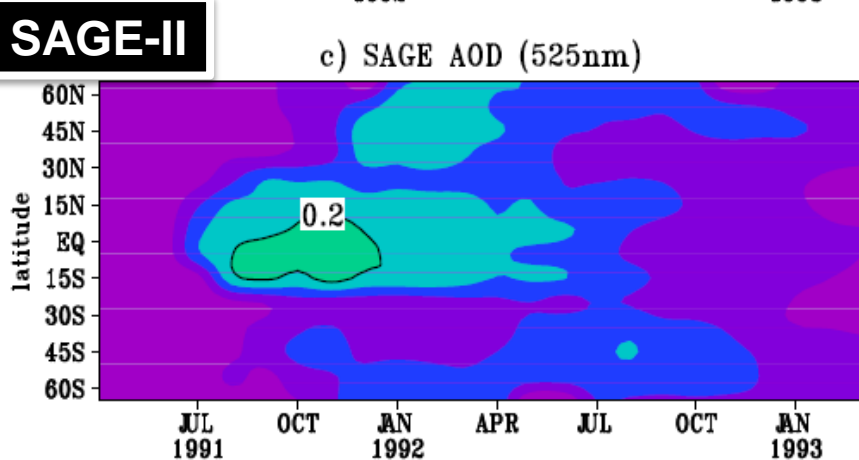 SAGE-II
c) SAGE AOD (525nm)
60N
45N
30N
15N
EQ
15S
30S
45S
60S
latitude
0.2
JUL OCT JAN APR JUL OCT JAN
1991 1992 1993